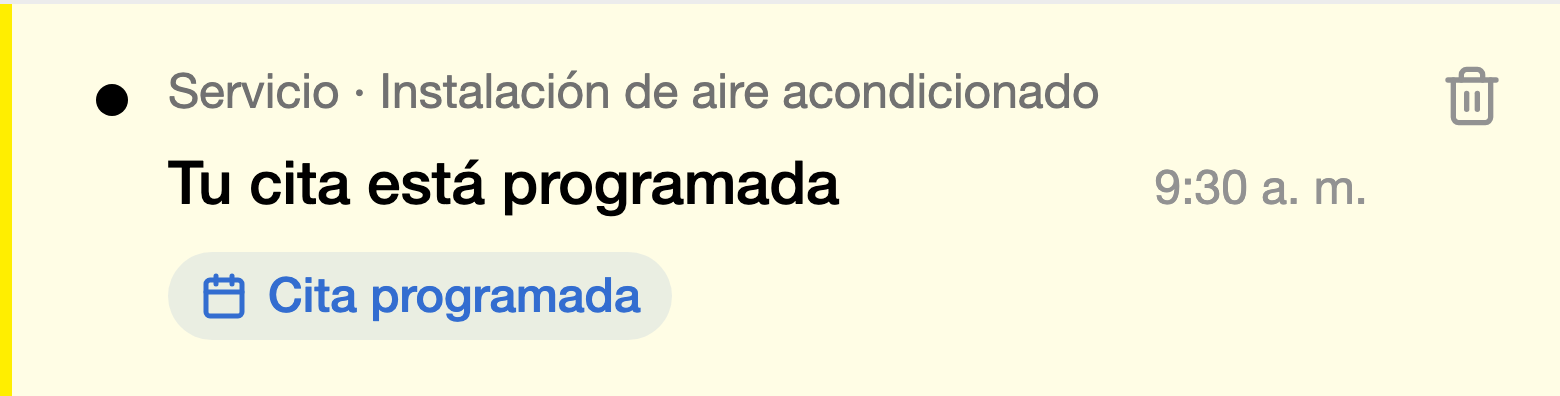 Servicio · Instalación de aire acondicionado
Tu cita está programada
9:30 a. m.
Cita programada